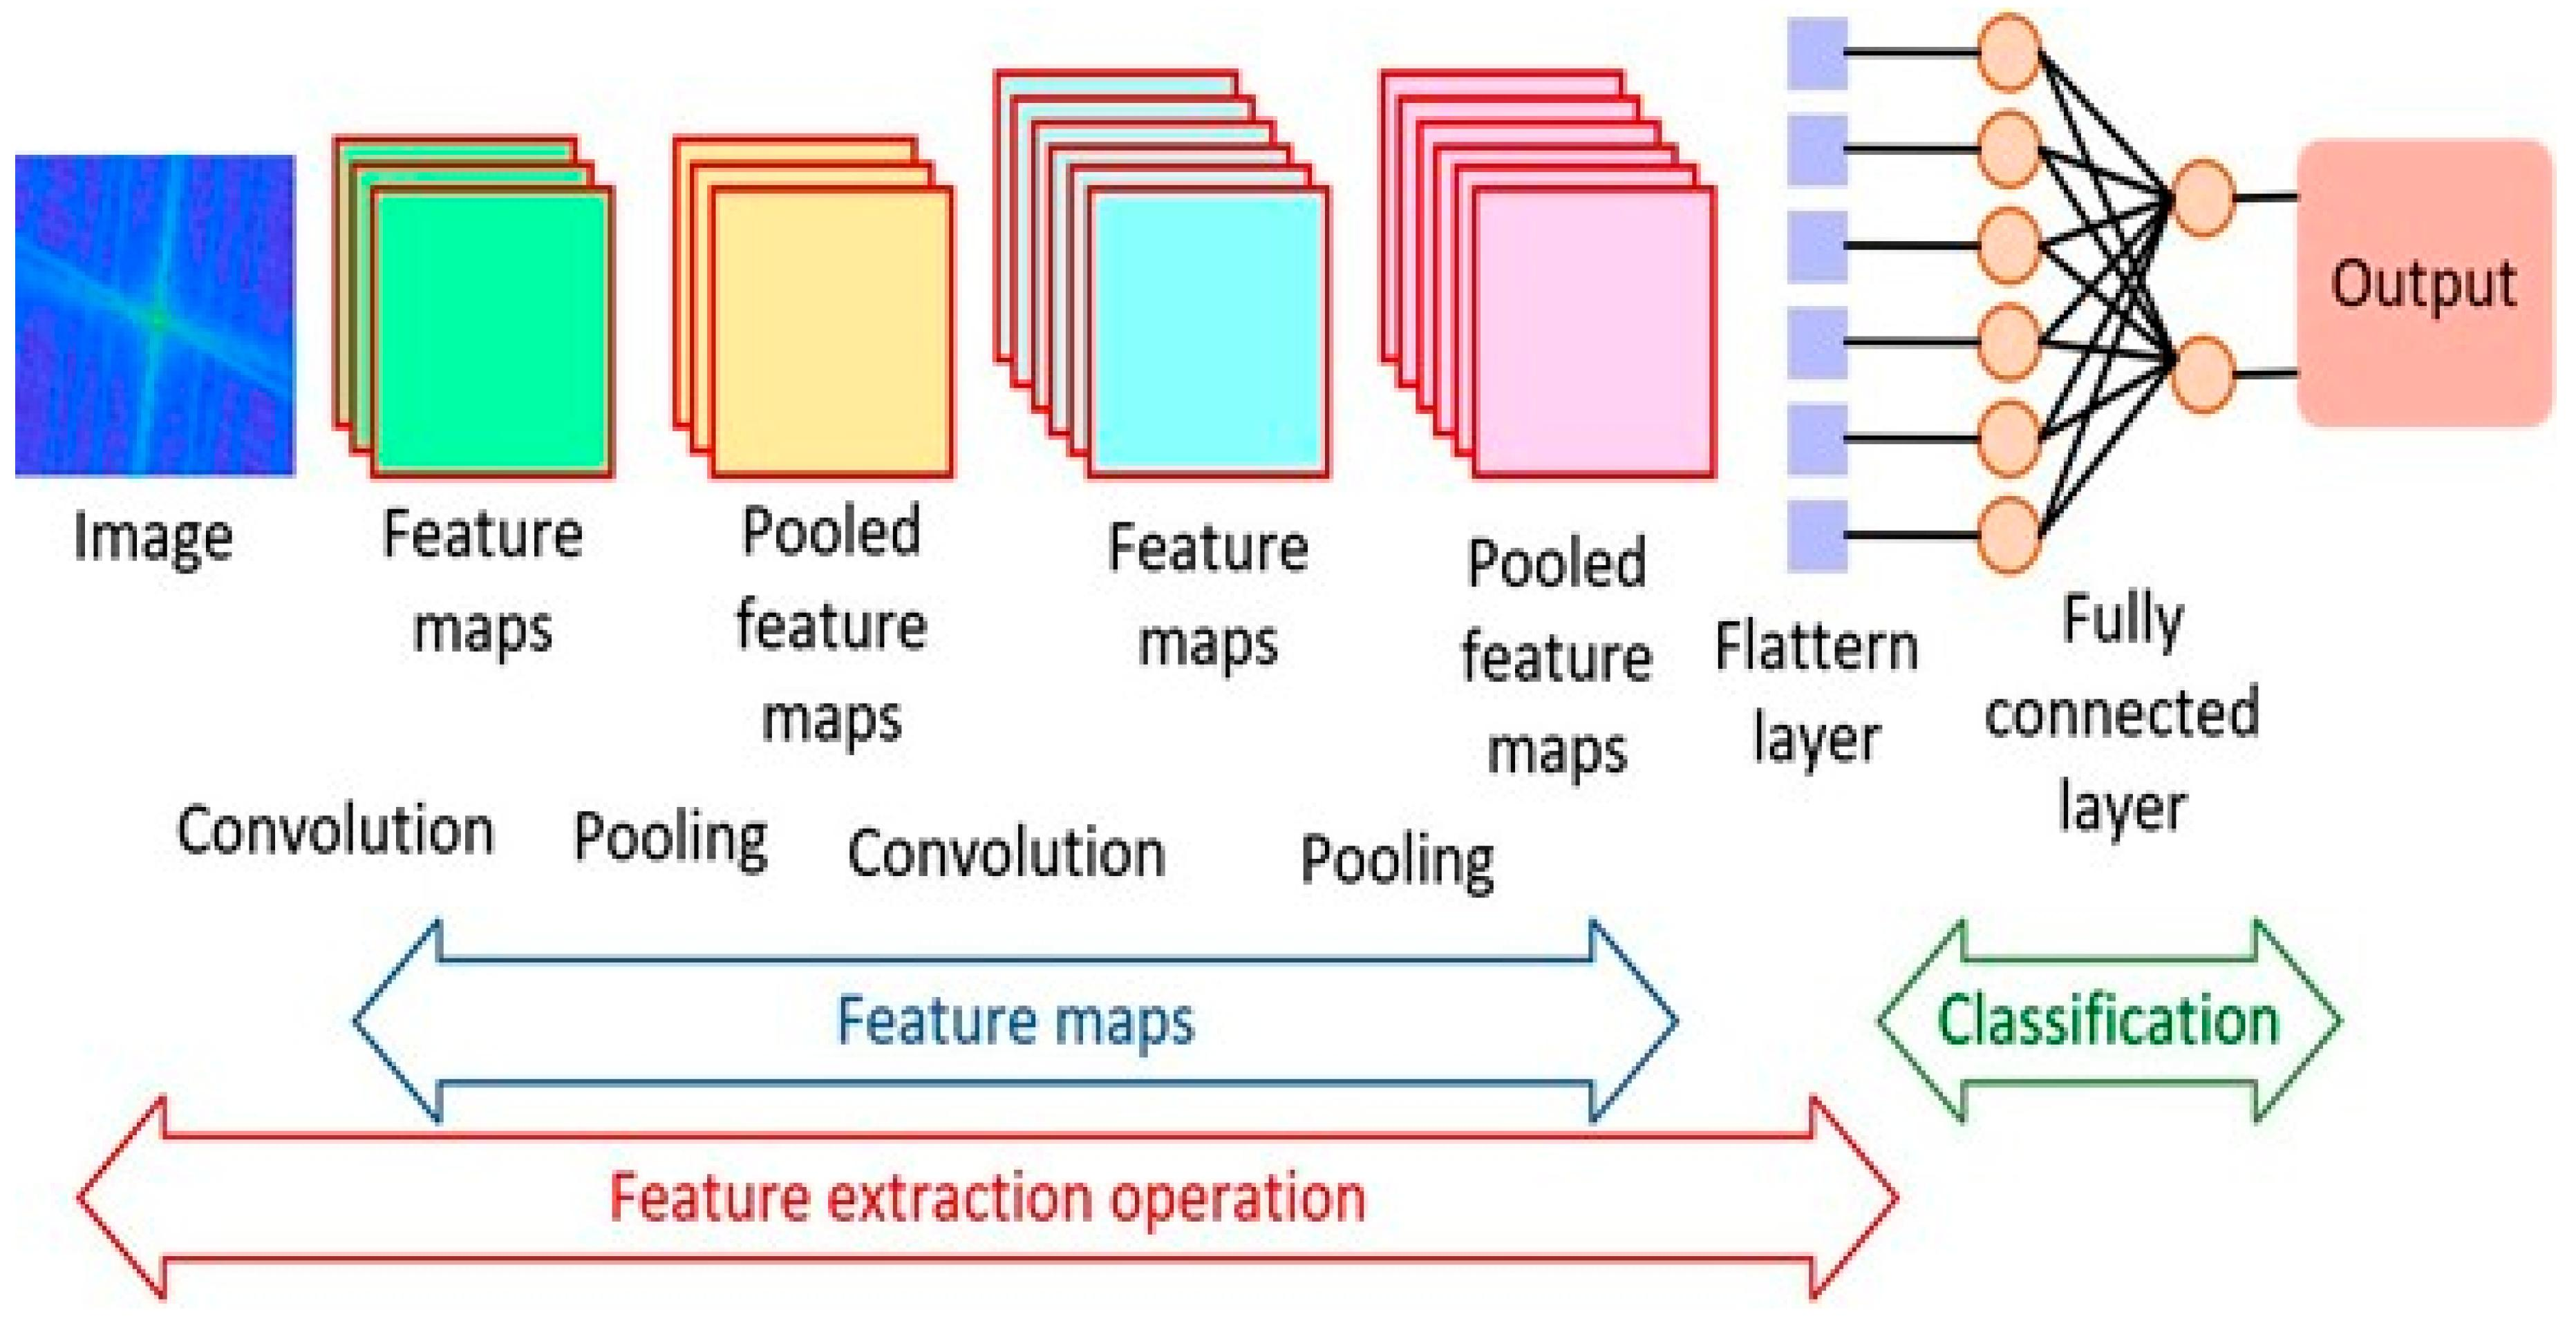 Output
Image
Feature
maps
Pooled
feature
maps
Feature
maps
Pooled
feature
maps
Flattern
layer
Fully
connected
layer
Convolution
Pooling
Convolution
Pooling
Feature maps
Classification
Feature extraction operation